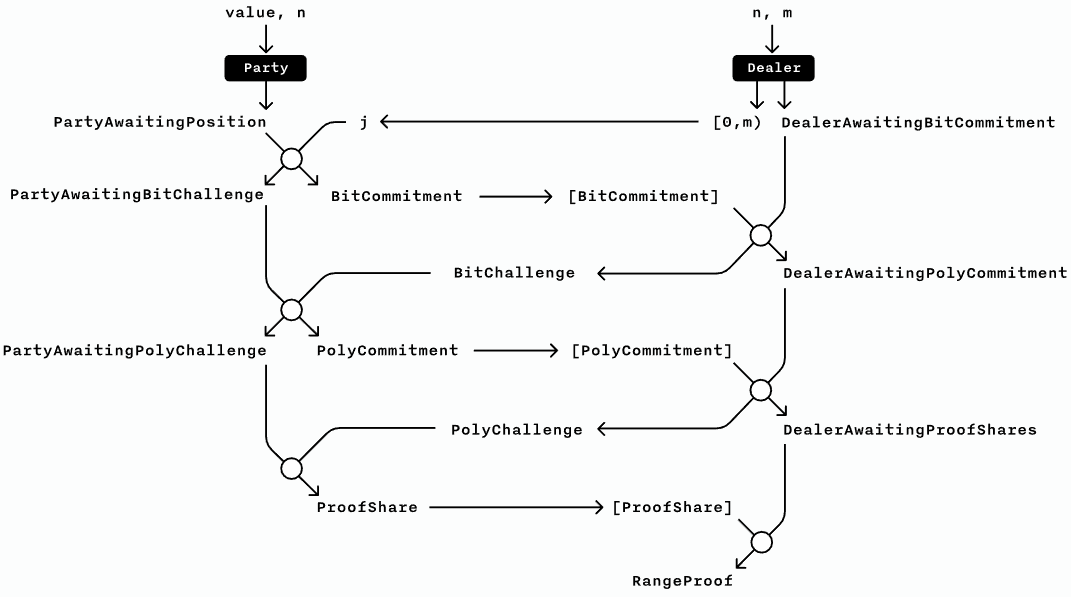 value, n
n, m
Party
Dealer
PartyAwaitingPosition
j
[0,m)
DealerAwaitingBitCommitment
PartyAwaitingBitChallenge
BitCommitment
[BitCommitment]
BitChallenge
DealerAwaitingPolyCommitment
PartyAwaitingPolyChallenge
PolyCommitment
[PolyCommitment]
PolyChallenge
DealerAwaitingProofShares
ProofShare
[ProofShare]
RangeProof